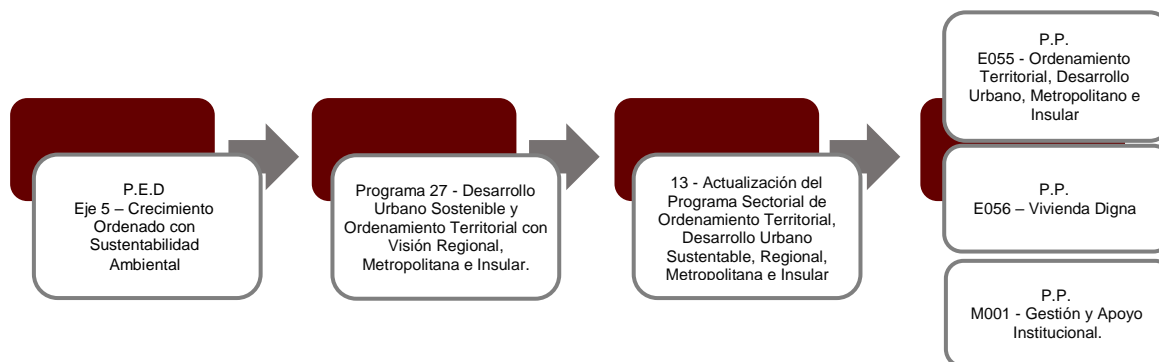 P.E.D
Eje 5 – Crecimiento
Ordenado con
Sustentabilidad
Ambiental
Programa 27 - Desarrollo
Urbano Sostenible y
Ordenamiento Territorial con
Visión Regional,
Metropolitana e Insular.
13 - Actualización del
Programa Sectorial de
Ordenamiento Territorial,
Desarrollo Urbano
Sustentable, Regional,
Metropolitana e Insular
P.P.
E055 - Ordenamiento
Territorial, Desarrollo
Urbano, Metropolitano e
Insular
P.P.
E056 – Vivienda Digna
P.P.
M001 - Gestión y Apoyo
Institucional.